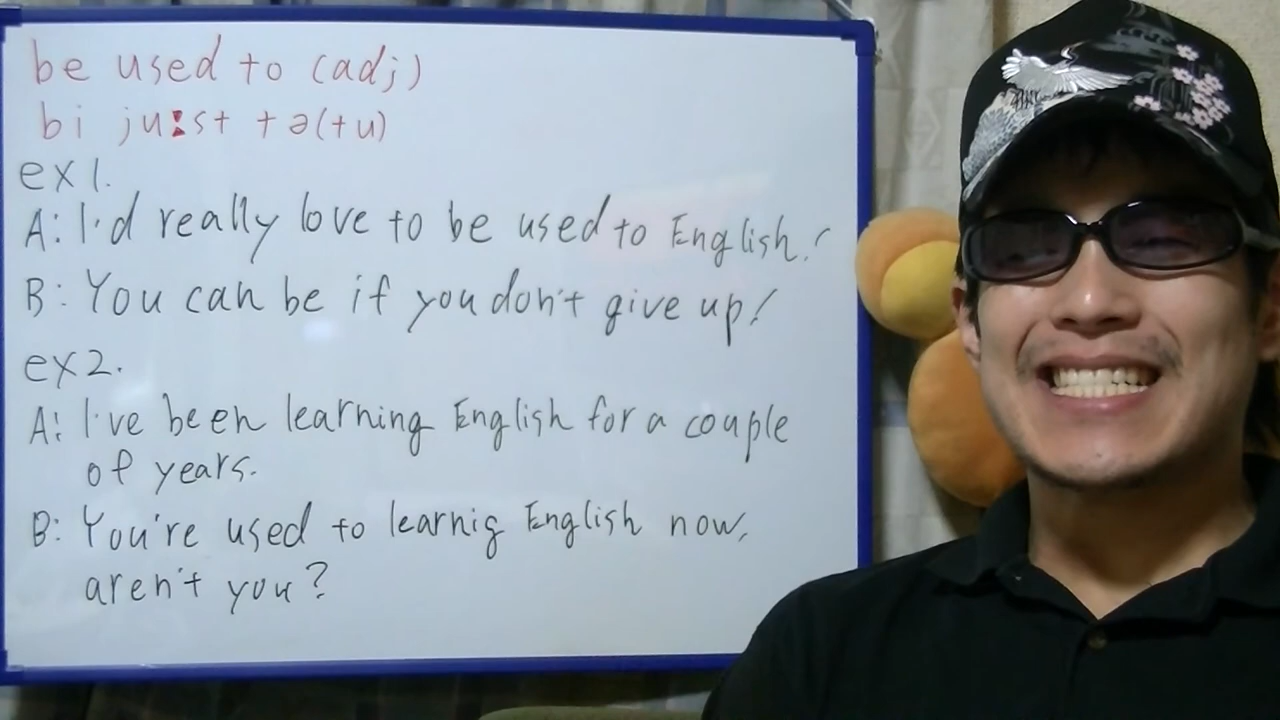 be used to (adj)
bi ju:st tə(tu)
ex1.
A: I'd really love to be used to English!
B: You can be if you don't give up!
ex2.
A: I've been learning English for a couple
of years.
B: You're used to learnig English now,
aren't you?